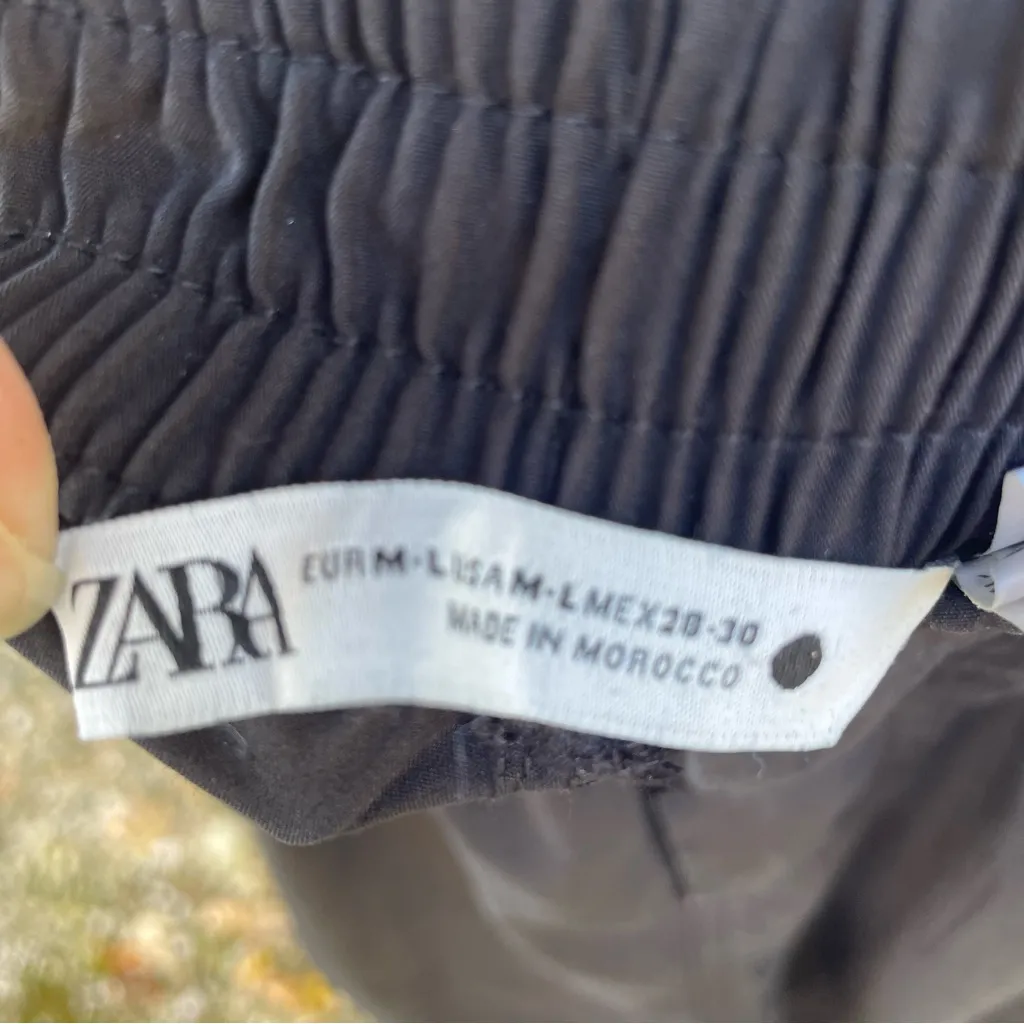 ZARA
EUR M-L USA M-L MEX 28-30
MADE IN MOROCCO